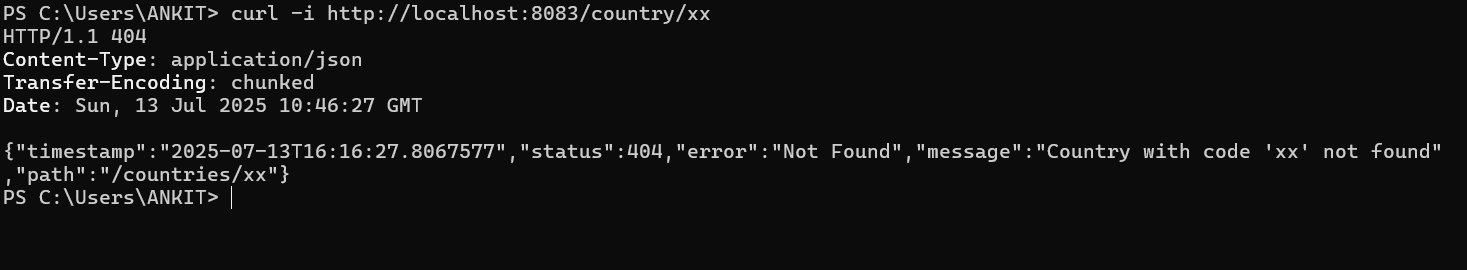 PS C:\Users\ANKIT> curl -i http://localhost:8083/country/xx
HTTP/1.1 404
Content-Type: application/json
Transfer-Encoding: chunked
Date: Sun, 13 Jul 2025 10:46:27 GMT
{"timestamp":"2025-07-13T16:16:27.8067577","status":404,"error":"Not Found","message":"Country with code 'xx' not found"
,"path":"/countries/xx"}
PS C:\Users\ANKIT>